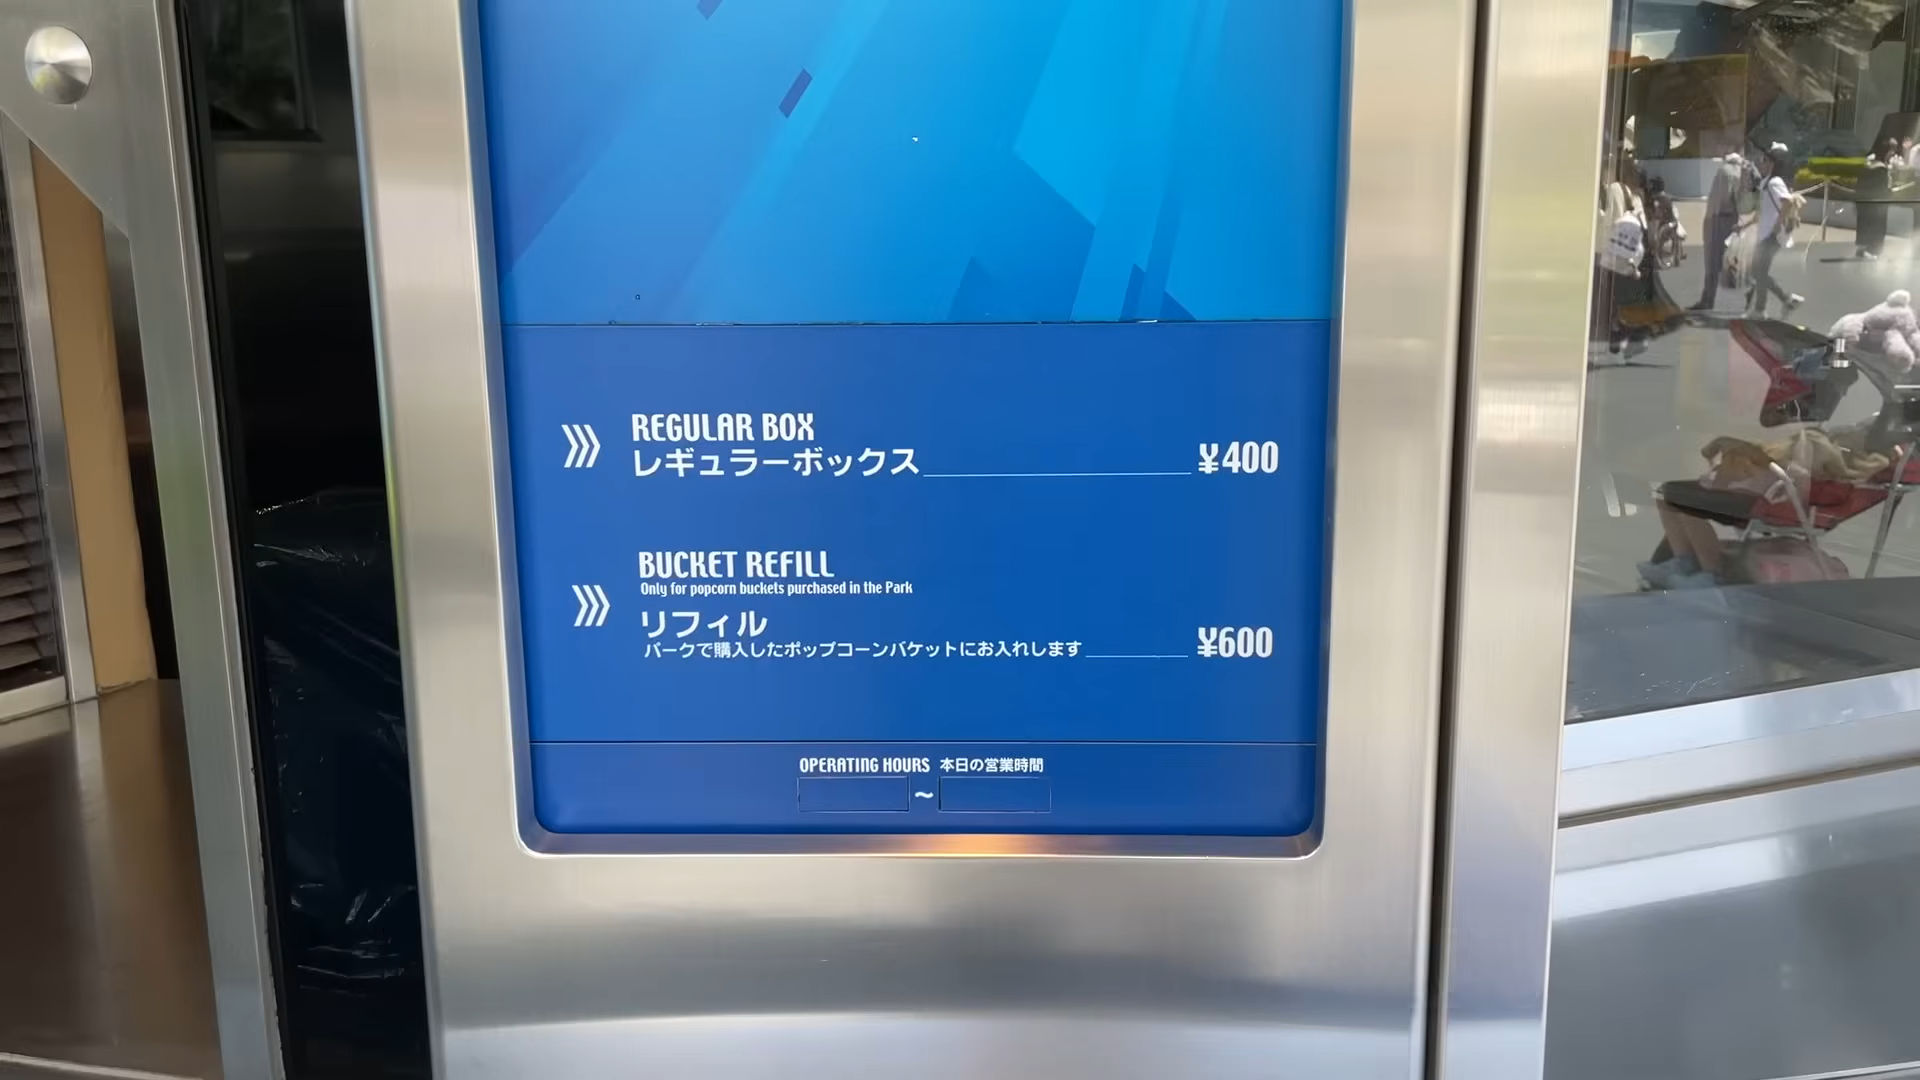 REGULAR BOX
レギュラーボックス ¥400
BUCKET REFILL
Only for popcorn buckets purchased in the Park
リフィル
パークで購入したポップコーンバケットにお入れします ¥600
OPERATING HOURS 本日の営業時間
～